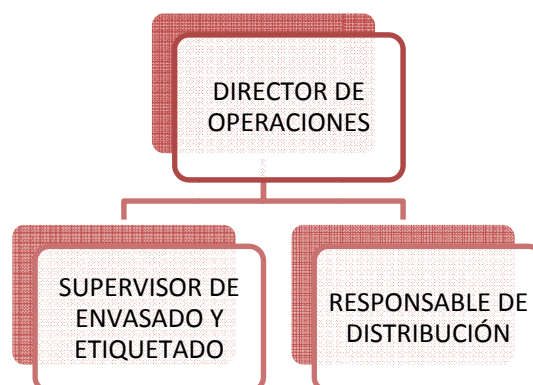 DIRECTOR DE
OPERACIONES
SUPERVISOR DE
ENVASADO Y
ETIQUETADO
RESPONSABLE DE
DISTRIBUCIÓN